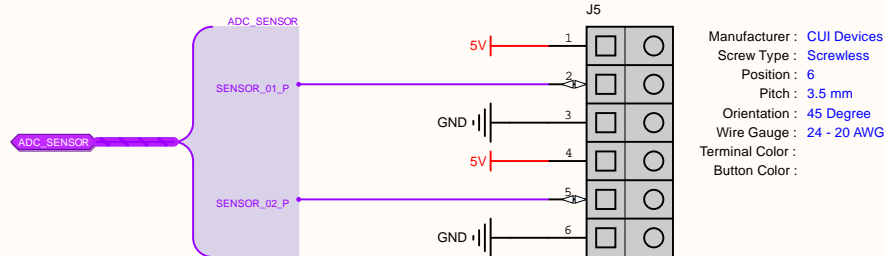 J5
ADC_SENSOR
5V 1
SENSOR_01_P 2
GND 3
ADC_SENSOR
5V 4
SENSOR_02_P 5
GND 6
Manufacturer : CUI Devices
Screw Type : Screwless
Position : 6
Pitch : 3.5 mm
Orientation : 45 Degree
Wire Gauge : 24 - 20 AWG
Terminal Color :
Button Color :